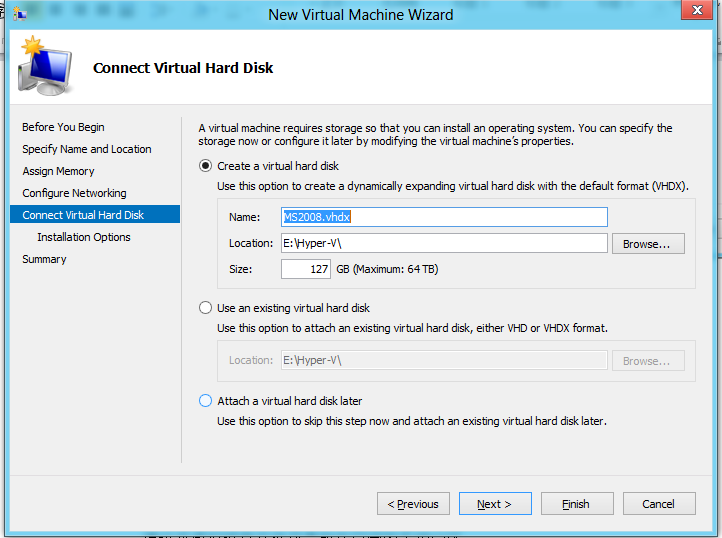 New Virtual Machine Wizard
Connect Virtual Hard Disk
Before You Begin
Specify Name and Location
Assign Memory
Configure Networking
Connect Virtual Hard Disk
Installation Options
Summary
A virtual machine requires storage so that you can install an operating system. You can specify the
storage now or configure it later by modifying the virtual machine's properties.
Create a virtual hard disk
Use this option to create a dynamically expanding virtual hard disk with the default format (VHDX).
Name: MS2008.vhdx
Location: E:\Hyper-V\ Browse...
Size: 127 GB (Maximum: 64 TB)
Use an existing virtual hard disk
Use this option to attach an existing virtual hard disk, either VHD or VHDX format.
Location: E:\Hyper-V\ Browse...
Attach a virtual hard disk later
Use this option to skip this step now and attach an existing virtual hard disk later.
< Previous Next > Finish Cancel